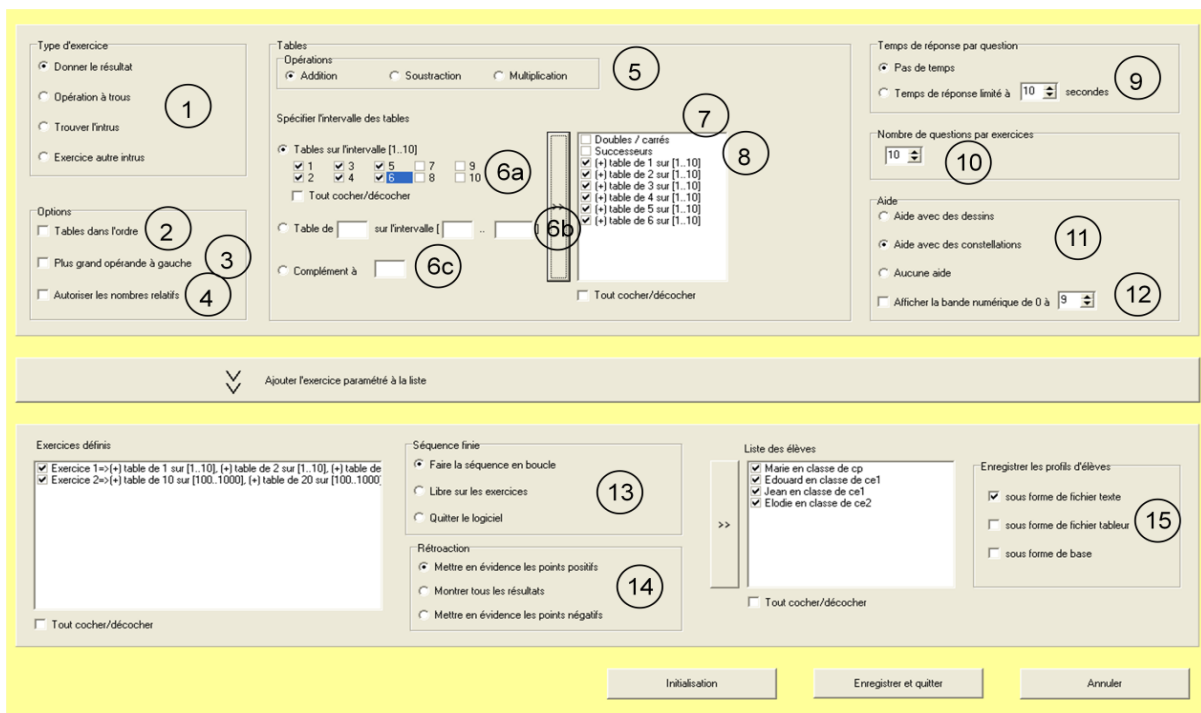 Type d'exercice
Donner le résultat
Opération à trous
1
Trouver l'intrus
Exercice autre intrus
Options
Tables dans l'ordre
2
Plus grand opérande à gauche
3
Autoriser les nombres relatifs
4
Tables
Opérations
Addition Soustraction Multiplication
5
Spécifier l'intervalle des tables
Tables sur l'intervalle [1..10]
1 3 5 7 9
2 4 6 8 10
6a
Tout cocher/décocher
Table de sur l'intervalle [ .. ]
6b
Complément à
6c
>>
7
Doubles / carrés
Successeurs
8
(+) table de 1 sur [1..10]
(+) table de 2 sur [1..10]
(+) table de 3 sur [1..10]
(+) table de 4 sur [1..10]
(+) table de 5 sur [1..10]
(+) table de 6 sur [1..10]
Tout cocher/décocher
Temps de réponse par question
Pas de temps
9
Temps de réponse limité à 10 secondes
Nombre de questions par exercices
10
10
Aide
Aide avec des dessins
Aide avec des constellations
11
Aucune aide
Afficher la bande numérique de 0 à 9
12
Ajouter l'exercice paramétré à la liste
Exercices définis
Exercice 1=>(+) table de 1 sur [1..10], (+) table de 2 sur [1..10], (+) table de
Exercice 2=>(+) table de 10 sur [100..1000], (+) table de 20 sur [100..1000]
Tout cocher/décocher
Séquence finie
Faire la séquence en boucle
Libre sur les exercices
13
Quitter le logiciel
Rétroaction
Mettre en évidence les points positifs
Montrer tous les résultats
14
Mettre en évidence les points négatifs
>>
Liste des élèves
Marie en classe de cp
Edouard en classe de ce1
Jean en classe de ce1
Elodie en classe de ce2
Tout cocher/décocher
Enregistrer les profils d'élèves
sous forme de fichier texte
sous forme de fichier tableur
15
sous forme de base
Initialisation
Enregistrer et quitter
Annuler